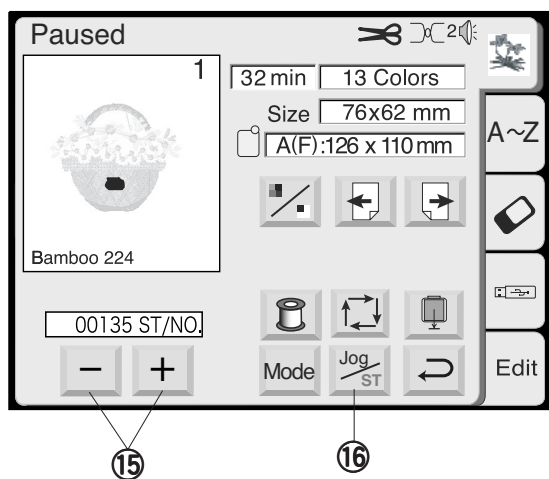 Paused
2
1
32 min
13 Colors
Size
76x62 mm
A(F):126 x 110 mm
A~Z
Bamboo 224
00135 ST/NO.
− +
Mode
Jog
ST
Edit
⑮
⑯